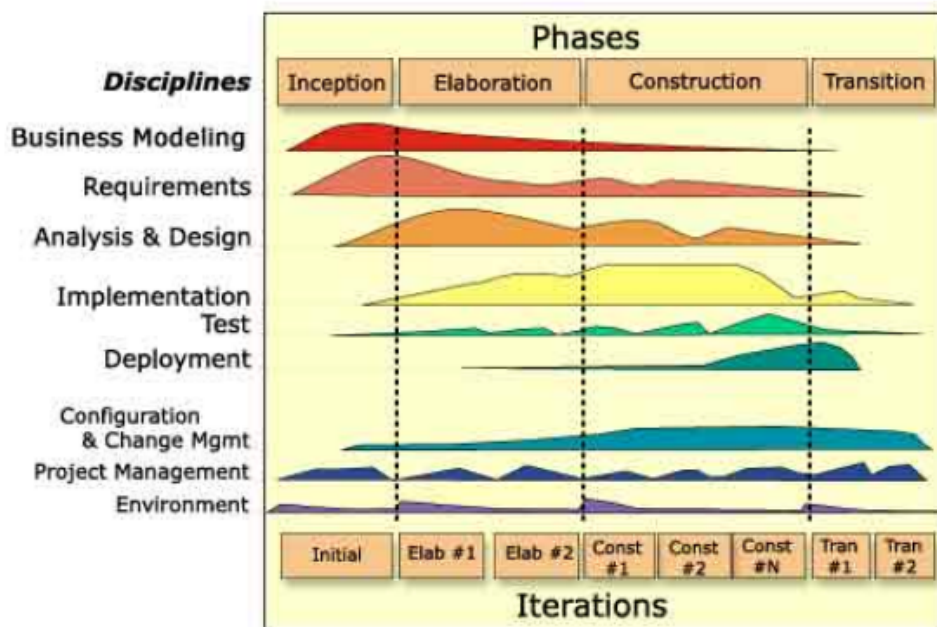 Phases
Disciplines
Inception
Elaboration
Construction
Transition
Business Modeling
Requirements
Analysis & Design
Implementation
Test
Deployment
Configuration
& Change Mgmt
Project Management
Environment
Initial
Elab #1
Elab #2
Const
#1
Const
#2
Const
#N
Tran
#1
Tran
#2
Iterations